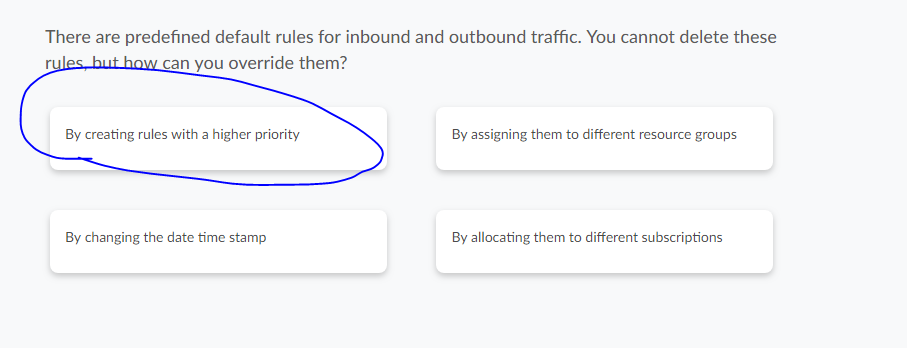 There are predefined default rules for inbound and outbound traffic. You cannot delete these
rules, but how can you override them?
By creating rules with a higher priority
By assigning them to different resource groups
By changing the date time stamp
By allocating them to different subscriptions